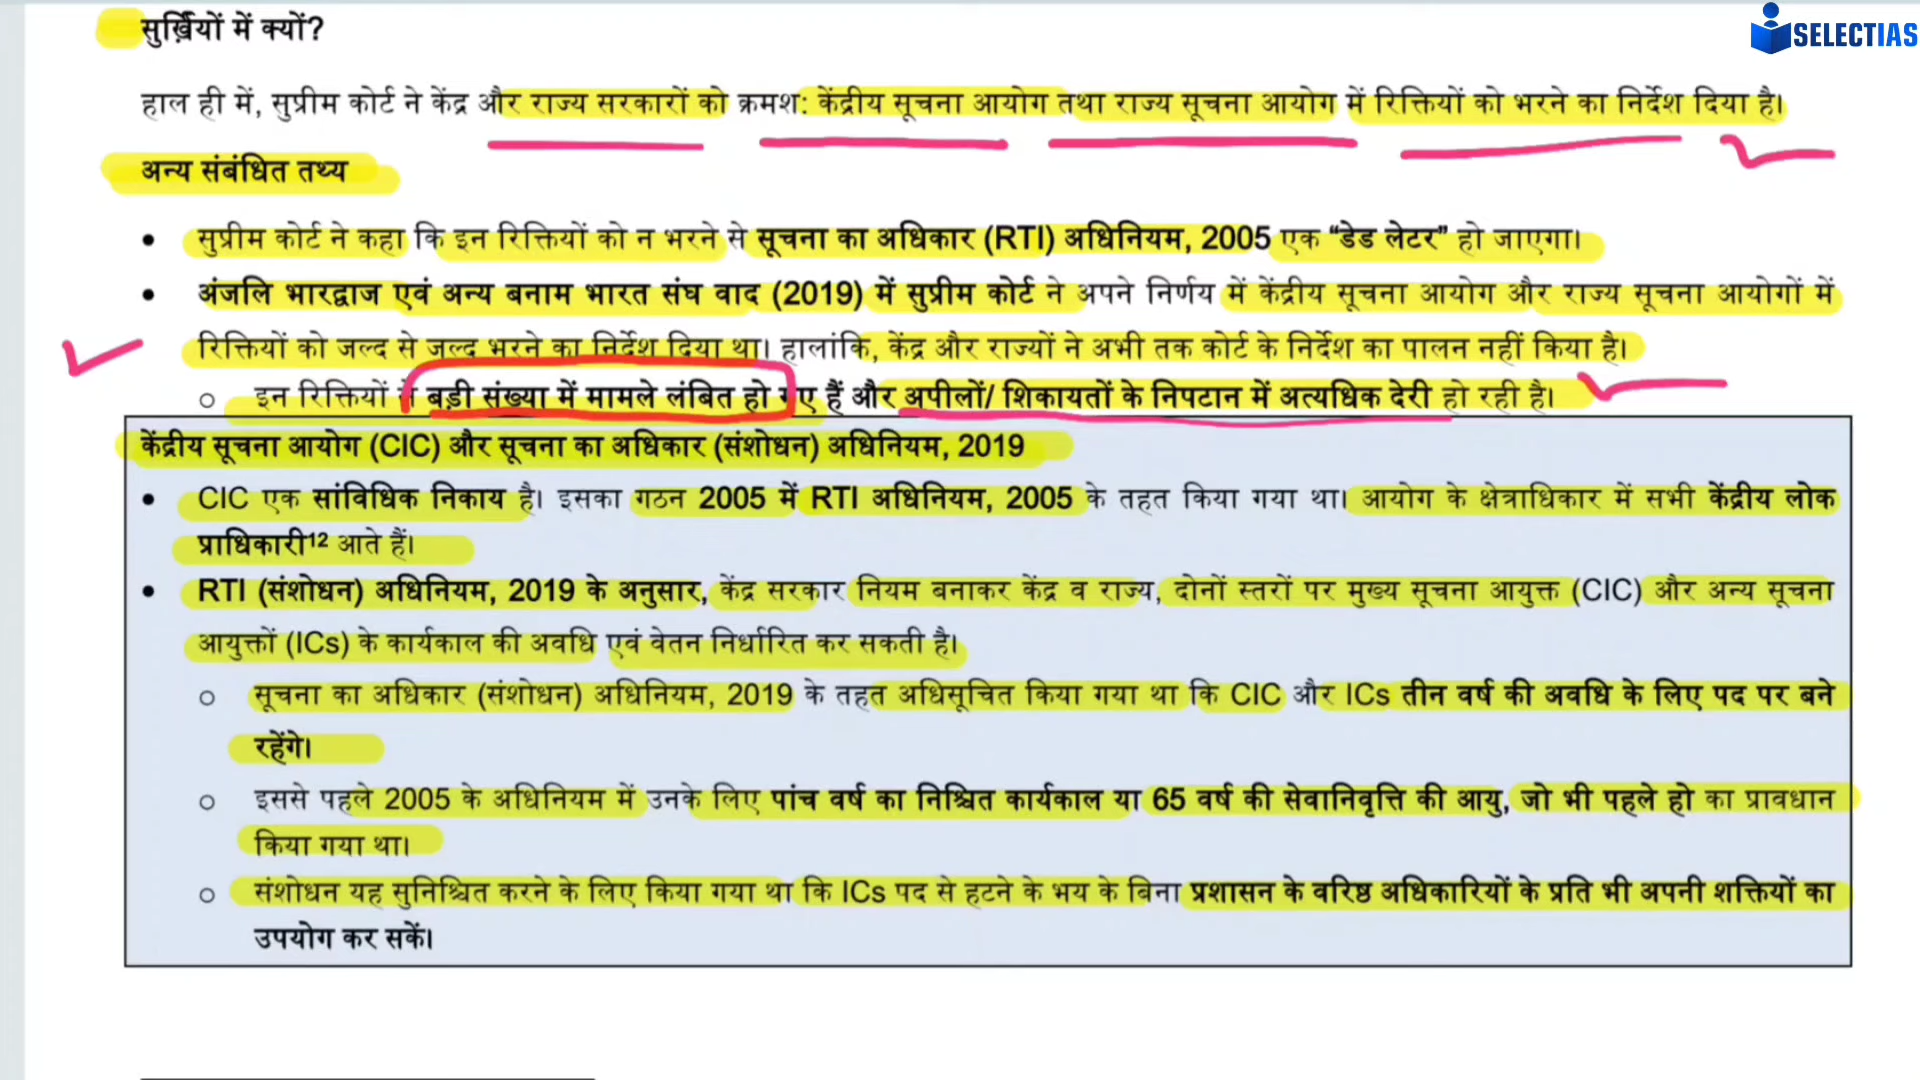 सुर्ख़ियों में क्यों?
SELECTIAS
हाल ही में, सुप्रीम कोर्ट ने केंद्र और राज्य सरकारों को क्रमश: केंद्रीय सूचना आयोग तथा राज्य सूचना आयोग में रिक्तियों को भरने का निर्देश दिया है।
अन्य संबंधित तथ्य
• सुप्रीम कोर्ट ने कहा कि इन रिक्तियों को न भरने से सूचना का अधिकार (RTI) अधिनियम, 2005 एक “डेड लेटर” हो जाएगा।
• अंजलि भारद्वाज एवं अन्य बनाम भारत संघ वाद (2019) में सुप्रीम कोर्ट ने अपने निर्णय में केंद्रीय सूचना आयोग और राज्य सूचना आयोगों में
रिक्तियों को जल्द से जल्द भरने का निर्देश दिया था। हालांकि, केंद्र और राज्यों ने अभी तक कोर्ट के निर्देश का पालन नहीं किया है।
○ इन रिक्तियों से बड़ी संख्या में मामले लंबित हो गए हैं और अपीलों/ शिकायतों के निपटान में अत्यधिक देरी हो रही है।
केंद्रीय सूचना आयोग (CIC) और सूचना का अधिकार (संशोधन) अधिनियम, 2019
• CIC एक सांविधिक निकाय है। इसका गठन 2005 में RTI अधिनियम, 2005 के तहत किया गया था। आयोग के क्षेत्राधिकार में सभी केंद्रीय लोक
प्राधिकारी12 आते हैं।
• RTI (संशोधन) अधिनियम, 2019 के अनुसार, केंद्र सरकार नियम बनाकर केंद्र व राज्य, दोनों स्तरों पर मुख्य सूचना आयुक्त (CIC) और अन्य सूचना
आयुक्तों (ICs) के कार्यकाल की अवधि एवं वेतन निर्धारित कर सकती है।
○ सूचना का अधिकार (संशोधन) अधिनियम, 2019 के तहत अधिसूचित किया गया था कि CIC और ICs तीन वर्ष की अवधि के लिए पद पर बने
रहेंगे।
○ इससे पहले 2005 के अधिनियम में उनके लिए पांच वर्ष का निश्चित कार्यकाल या 65 वर्ष की सेवानिवृत्ति की आयु, जो भी पहले हो का प्रावधान
किया गया था।
○ संशोधन यह सुनिश्चित करने के लिए किया गया था कि ICs पद से हटने के भय के बिना प्रशासन के वरिष्ठ अधिकारियों के प्रति भी अपनी शक्तियों का
उपयोग कर सकें।